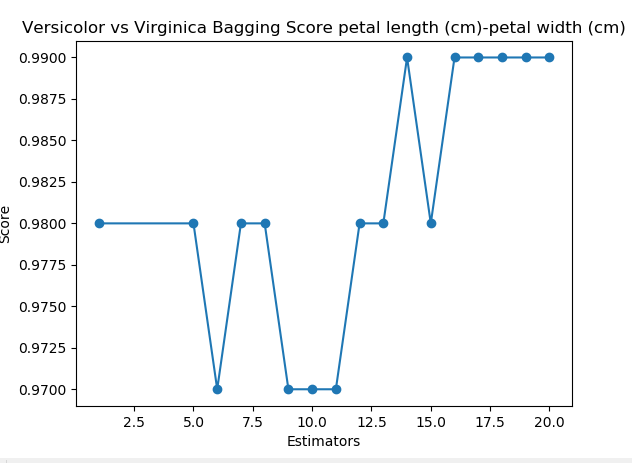 Versicolor vs Virginica Bagging Score petal length (cm)-petal width (cm)
0.9900
0.9875
0.9850
0.9825
0.9800
0.9775
0.9750
0.9725
0.9700
Score
2.5 5.0 7.5 10.0 12.5 15.0 17.5 20.0
Estimators